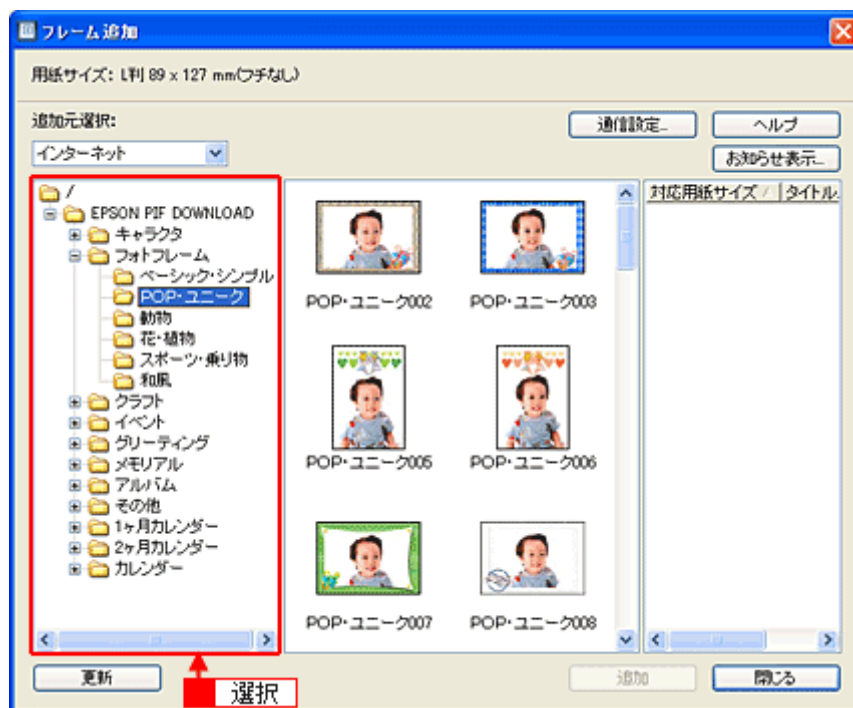 フレーム追加
用紙サイズ: L判 89 x 127 mm(フチなし)
追加元選択:
インターネット
通信設定...
ヘルプ
お知らせ表示...
/
EPSON PIF DOWNLOAD
キャラクタ
フォトフレーム
ベーシック・シンプル
POP・ユニーク
動物
花・植物
スポーツ・乗り物
和風
クラフト
イベント
グリーティング
メモリアル
アルバム
その他
1ヶ月カレンダー
2ヶ月カレンダー
カレンダー
POP・ユニーク002
POP・ユニーク003
POP・ユニーク005
POP・ユニーク006
POP・ユニーク007
POP・ユニーク008
対応用紙サイズ
タイトル
更新
選択
追加
閉じる